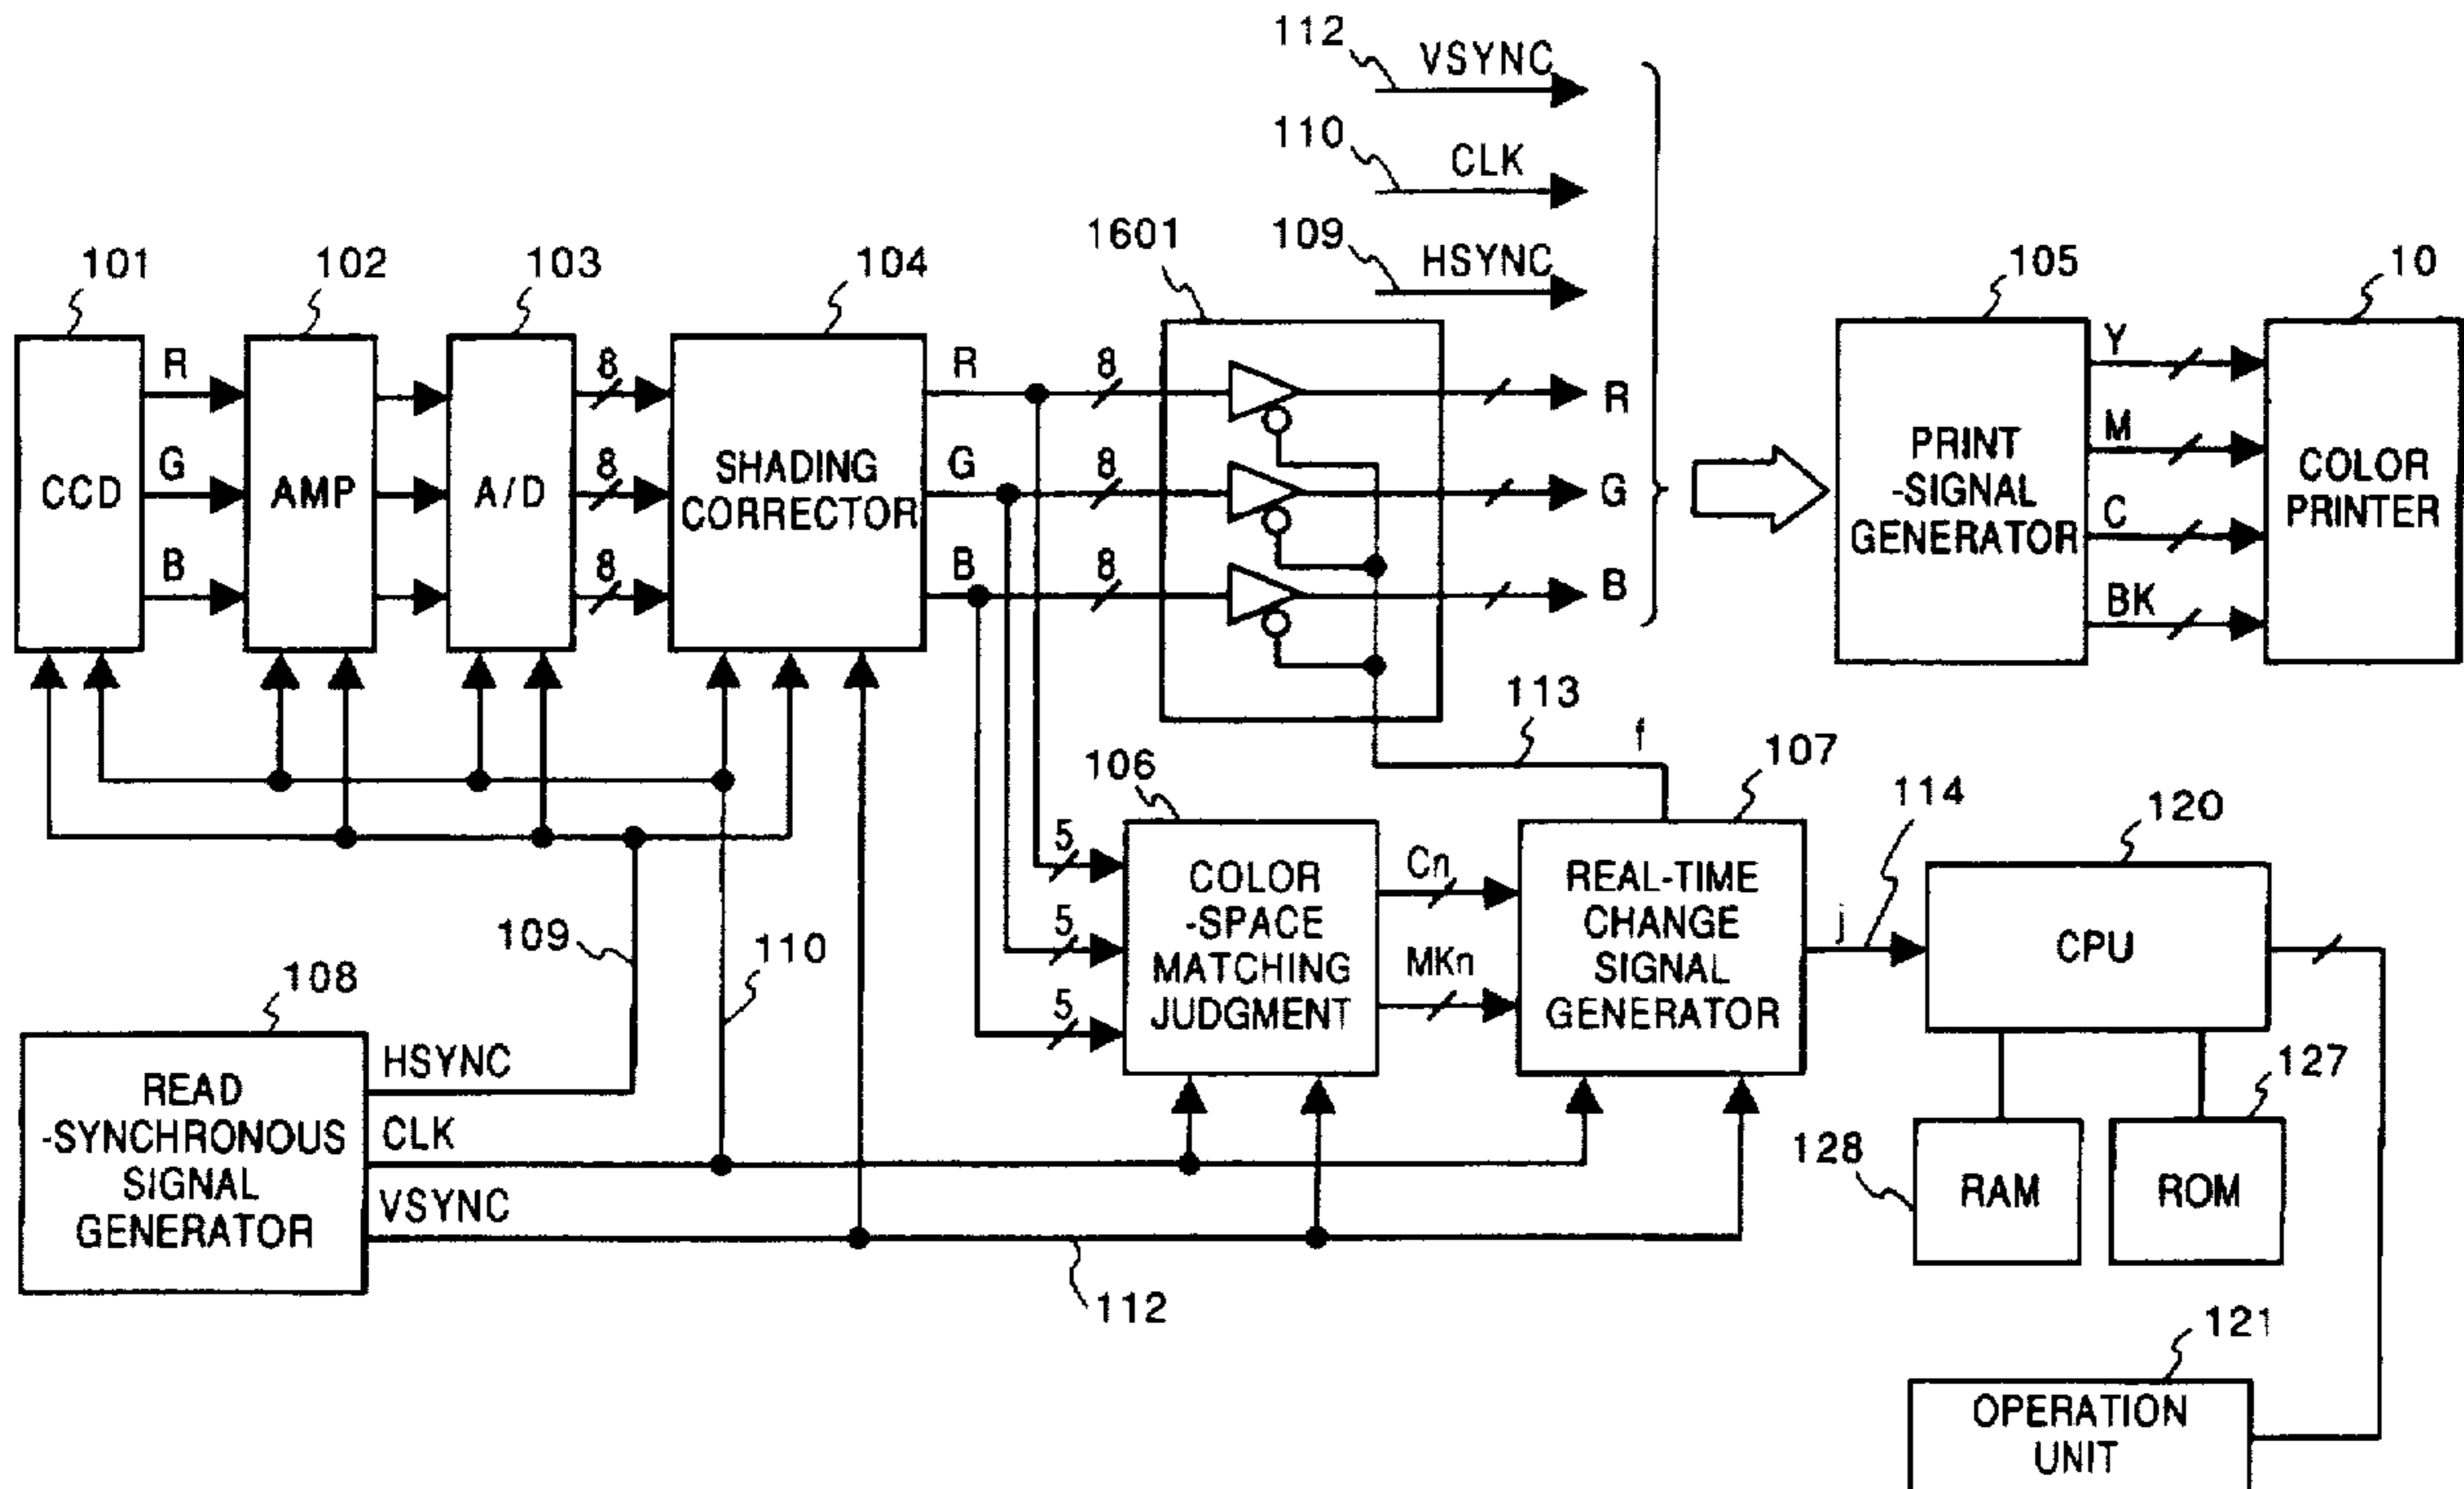 112
VSYNC
110
CLK
109
HSYNC
101
102
103
104
1601
105
10
R
G
B
CCD
AMP
A/D
8
8
8
SHADING
CORRECTOR
R
G
B
8
8
8
R
G
B
PRINT
-SIGNAL
GENERATOR
Y
M
C
BK
COLOR
PRINTER
113
f
106
107
114
120
5
5
5
COLOR
-SPACE
MATCHING
JUDGMENT
Cn
MKn
REAL-TIME
CHANGE
SIGNAL
GENERATOR
j
CPU
109
110
108
READ
-SYNCHRONOUS
SIGNAL
GENERATOR
HSYNC
CLK
VSYNC
112
127
128
RAM
ROM
121
OPERATION
UNIT